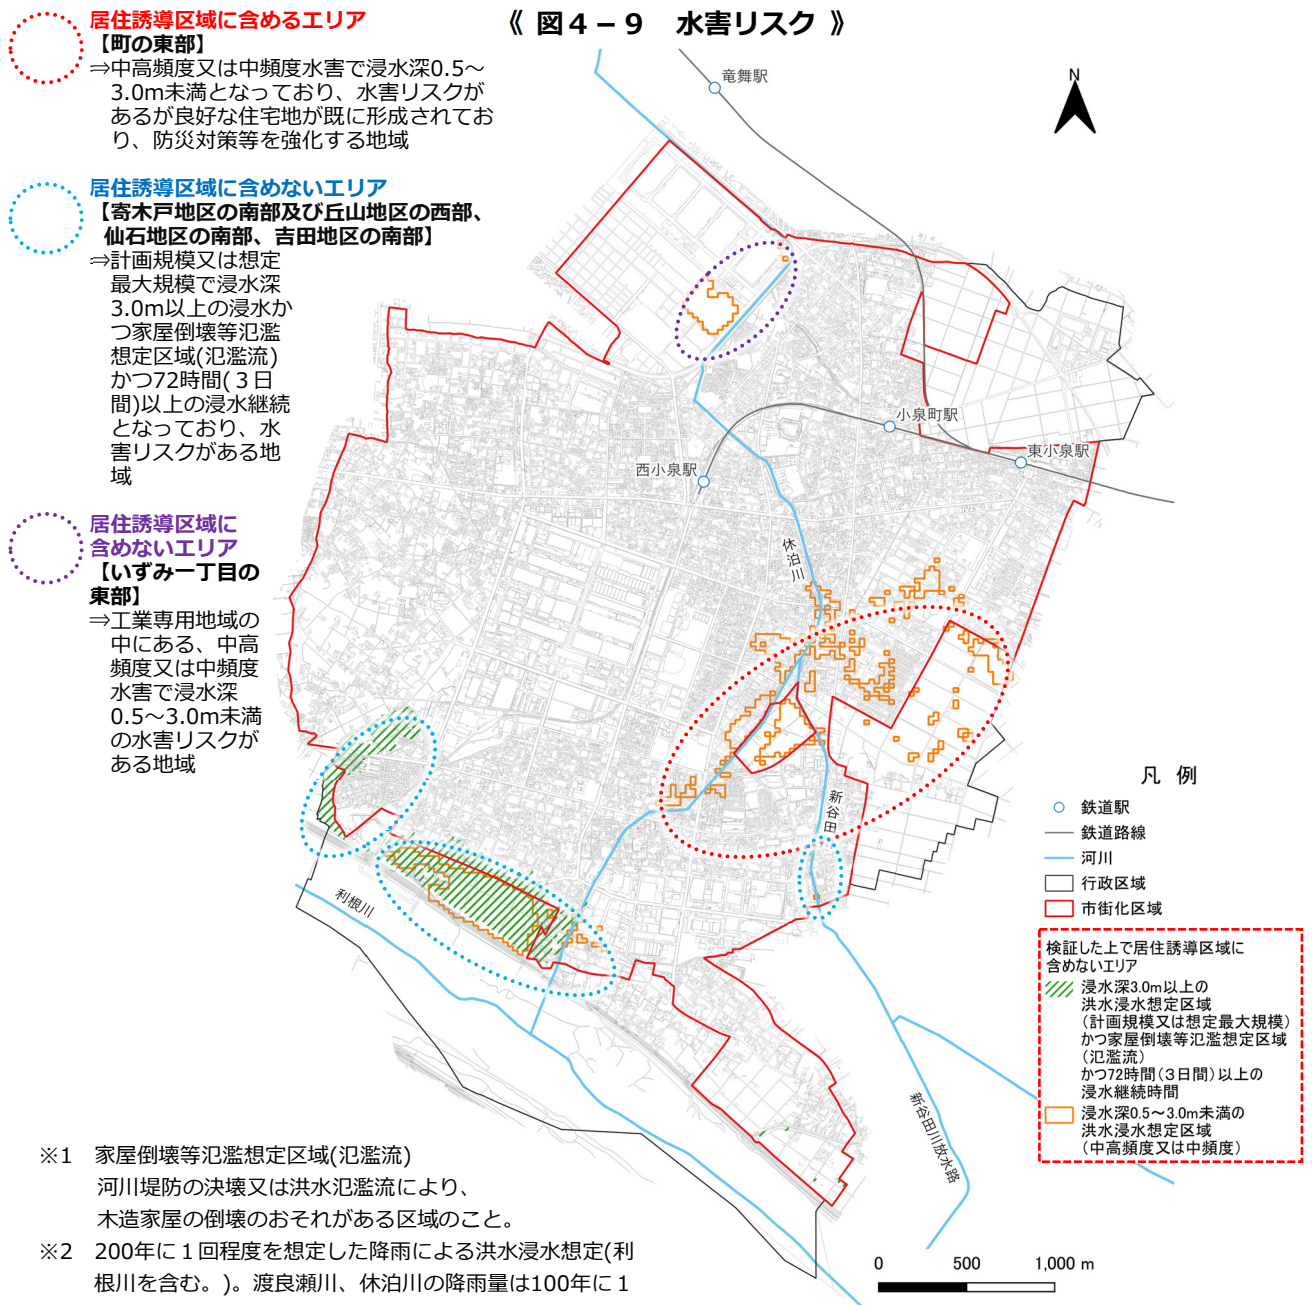 《 図４－９　水害リスク 》
居住誘導区域に含めるエリア
【町の東部】
⇒中高頻度又は中頻度水害で浸水深0.5～
3.0m未満となっており、水害リスクが
あるが良好な住宅地が既に形成されてお
り、防災対策等を強化する地域
居住誘導区域に含めないエリア
【寄木戸地区の南部及び丘山地区の西部、
仙石地区の南部、吉田地区の南部】
⇒計画規模又は想定
最大規模で浸水深
3.0m以上の浸水か
つ家屋倒壊等氾濫
想定区域(氾濫流)
かつ72時間(３日
間)以上の浸水継続
となっており、水
害リスクがある地
域
居住誘導区域に
含めないエリア
【いずみ一丁目の
東部】
⇒工業専用地域の
中にある、中高
頻度又は中頻度
水害で浸水深
0.5～3.0m未満
の水害リスクが
ある地域
竜舞駅
N
小泉町駅
東小泉駅
西小泉駅
休泊川
新谷田
利根川
新谷田川放水路
凡 例
鉄道駅
鉄道路線
河川
行政区域
市街化区域
検証した上で居住誘導区域に
含めないエリア
浸水深3.0m以上の
洪水浸水想定区域
（計画規模又は想定最大規模）
かつ家屋倒壊等氾濫想定区域
（氾濫流）
かつ72時間（3日間）以上の
浸水継続時間
浸水深0.5～3.0m未満の
洪水浸水想定区域
（中高頻度又は中頻度）
※1　家屋倒壊等氾濫想定区域(氾濫流)
河川堤防の決壊又は洪水氾濫流により、
木造家屋の倒壊のおそれがある区域のこと。
※2　200年に１回程度を想定した降雨による洪水浸水想定(利
根川を含む。)。渡良瀬川、休泊川の降雨量は100年に１
0 500 1,000 m